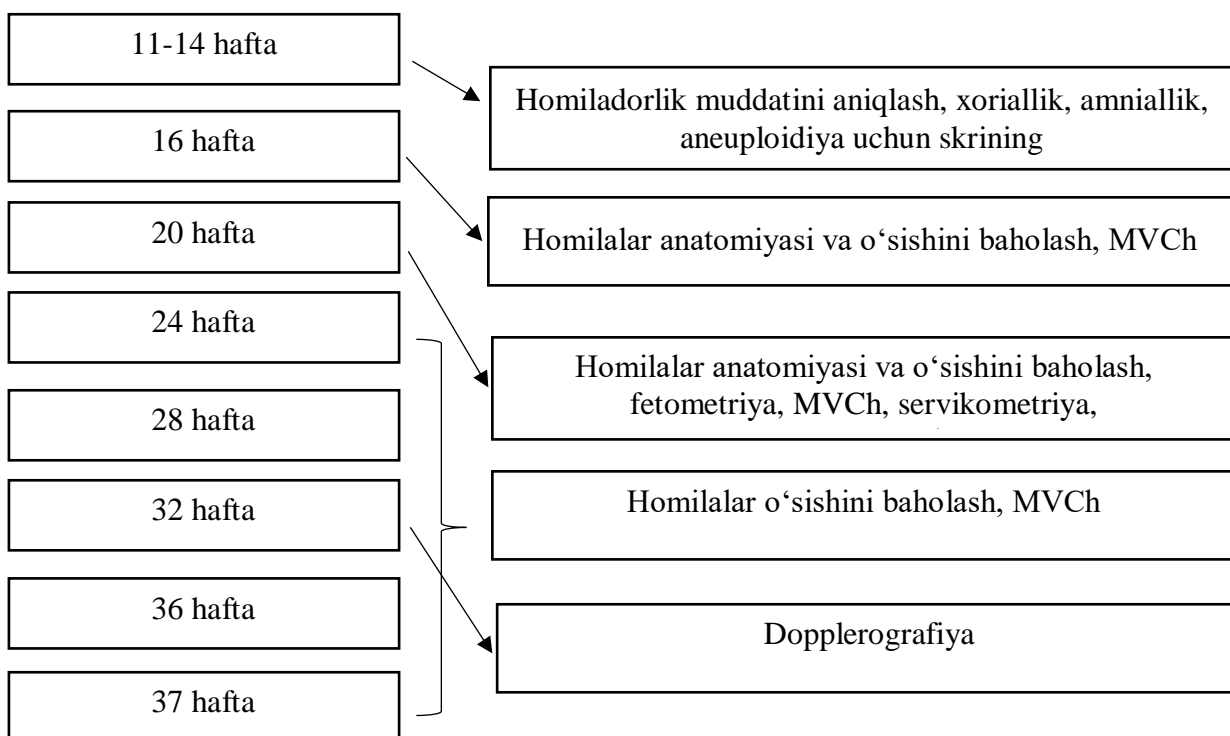 11-14 hafta
16 hafta
20 hafta
24 hafta
28 hafta
32 hafta
36 hafta
37 hafta
Homiladorlik muddatini aniqlash, xoriallik, amniallik,
aneuploidiya uchun skrining
Homilalar anatomiyasi va o‘sishini baholash, MVCh
Homilalar anatomiyasi va o‘sishini baholash,
fetometriya, MVCh, servikometriya,
Homilalar o‘sishini baholash, MVCh
Dopplerografiya